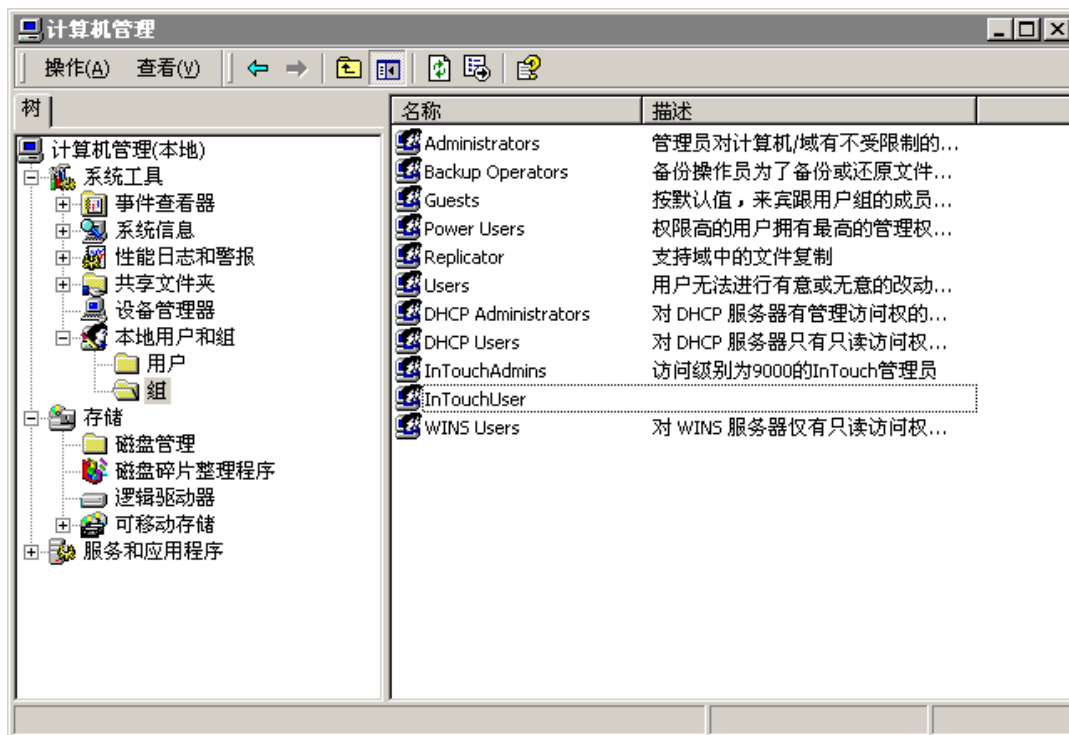 计算机管理
操作(A) 查看(V)
树
计算机管理(本地)
系统工具
事件查看器
系统信息
性能日志和警报
共享文件夹
设备管理器
本地用户和组
用户
组
存储
磁盘管理
磁盘碎片整理程序
逻辑驱动器
可移动存储
服务和应用程序
名称 描述
Administrators 管理员对计算机/域有不受限制的...
Backup Operators 备份操作员为了备份或还原文件...
Guests 按默认值，来宾跟用户组的成员...
Power Users 权限高的用户拥有最高的管理权...
Replicator 支持域中的文件复制
Users 用户无法进行有意或无意的改动...
DHCP Administrators 对 DHCP 服务器有管理访问权的...
DHCP Users 对 DHCP 服务器只有只读访问权...
InTouchAdmins 访问级别为9000的InTouch管理员
InTouchUser
WINS Users 对 WINS 服务器仅有只读访问权...